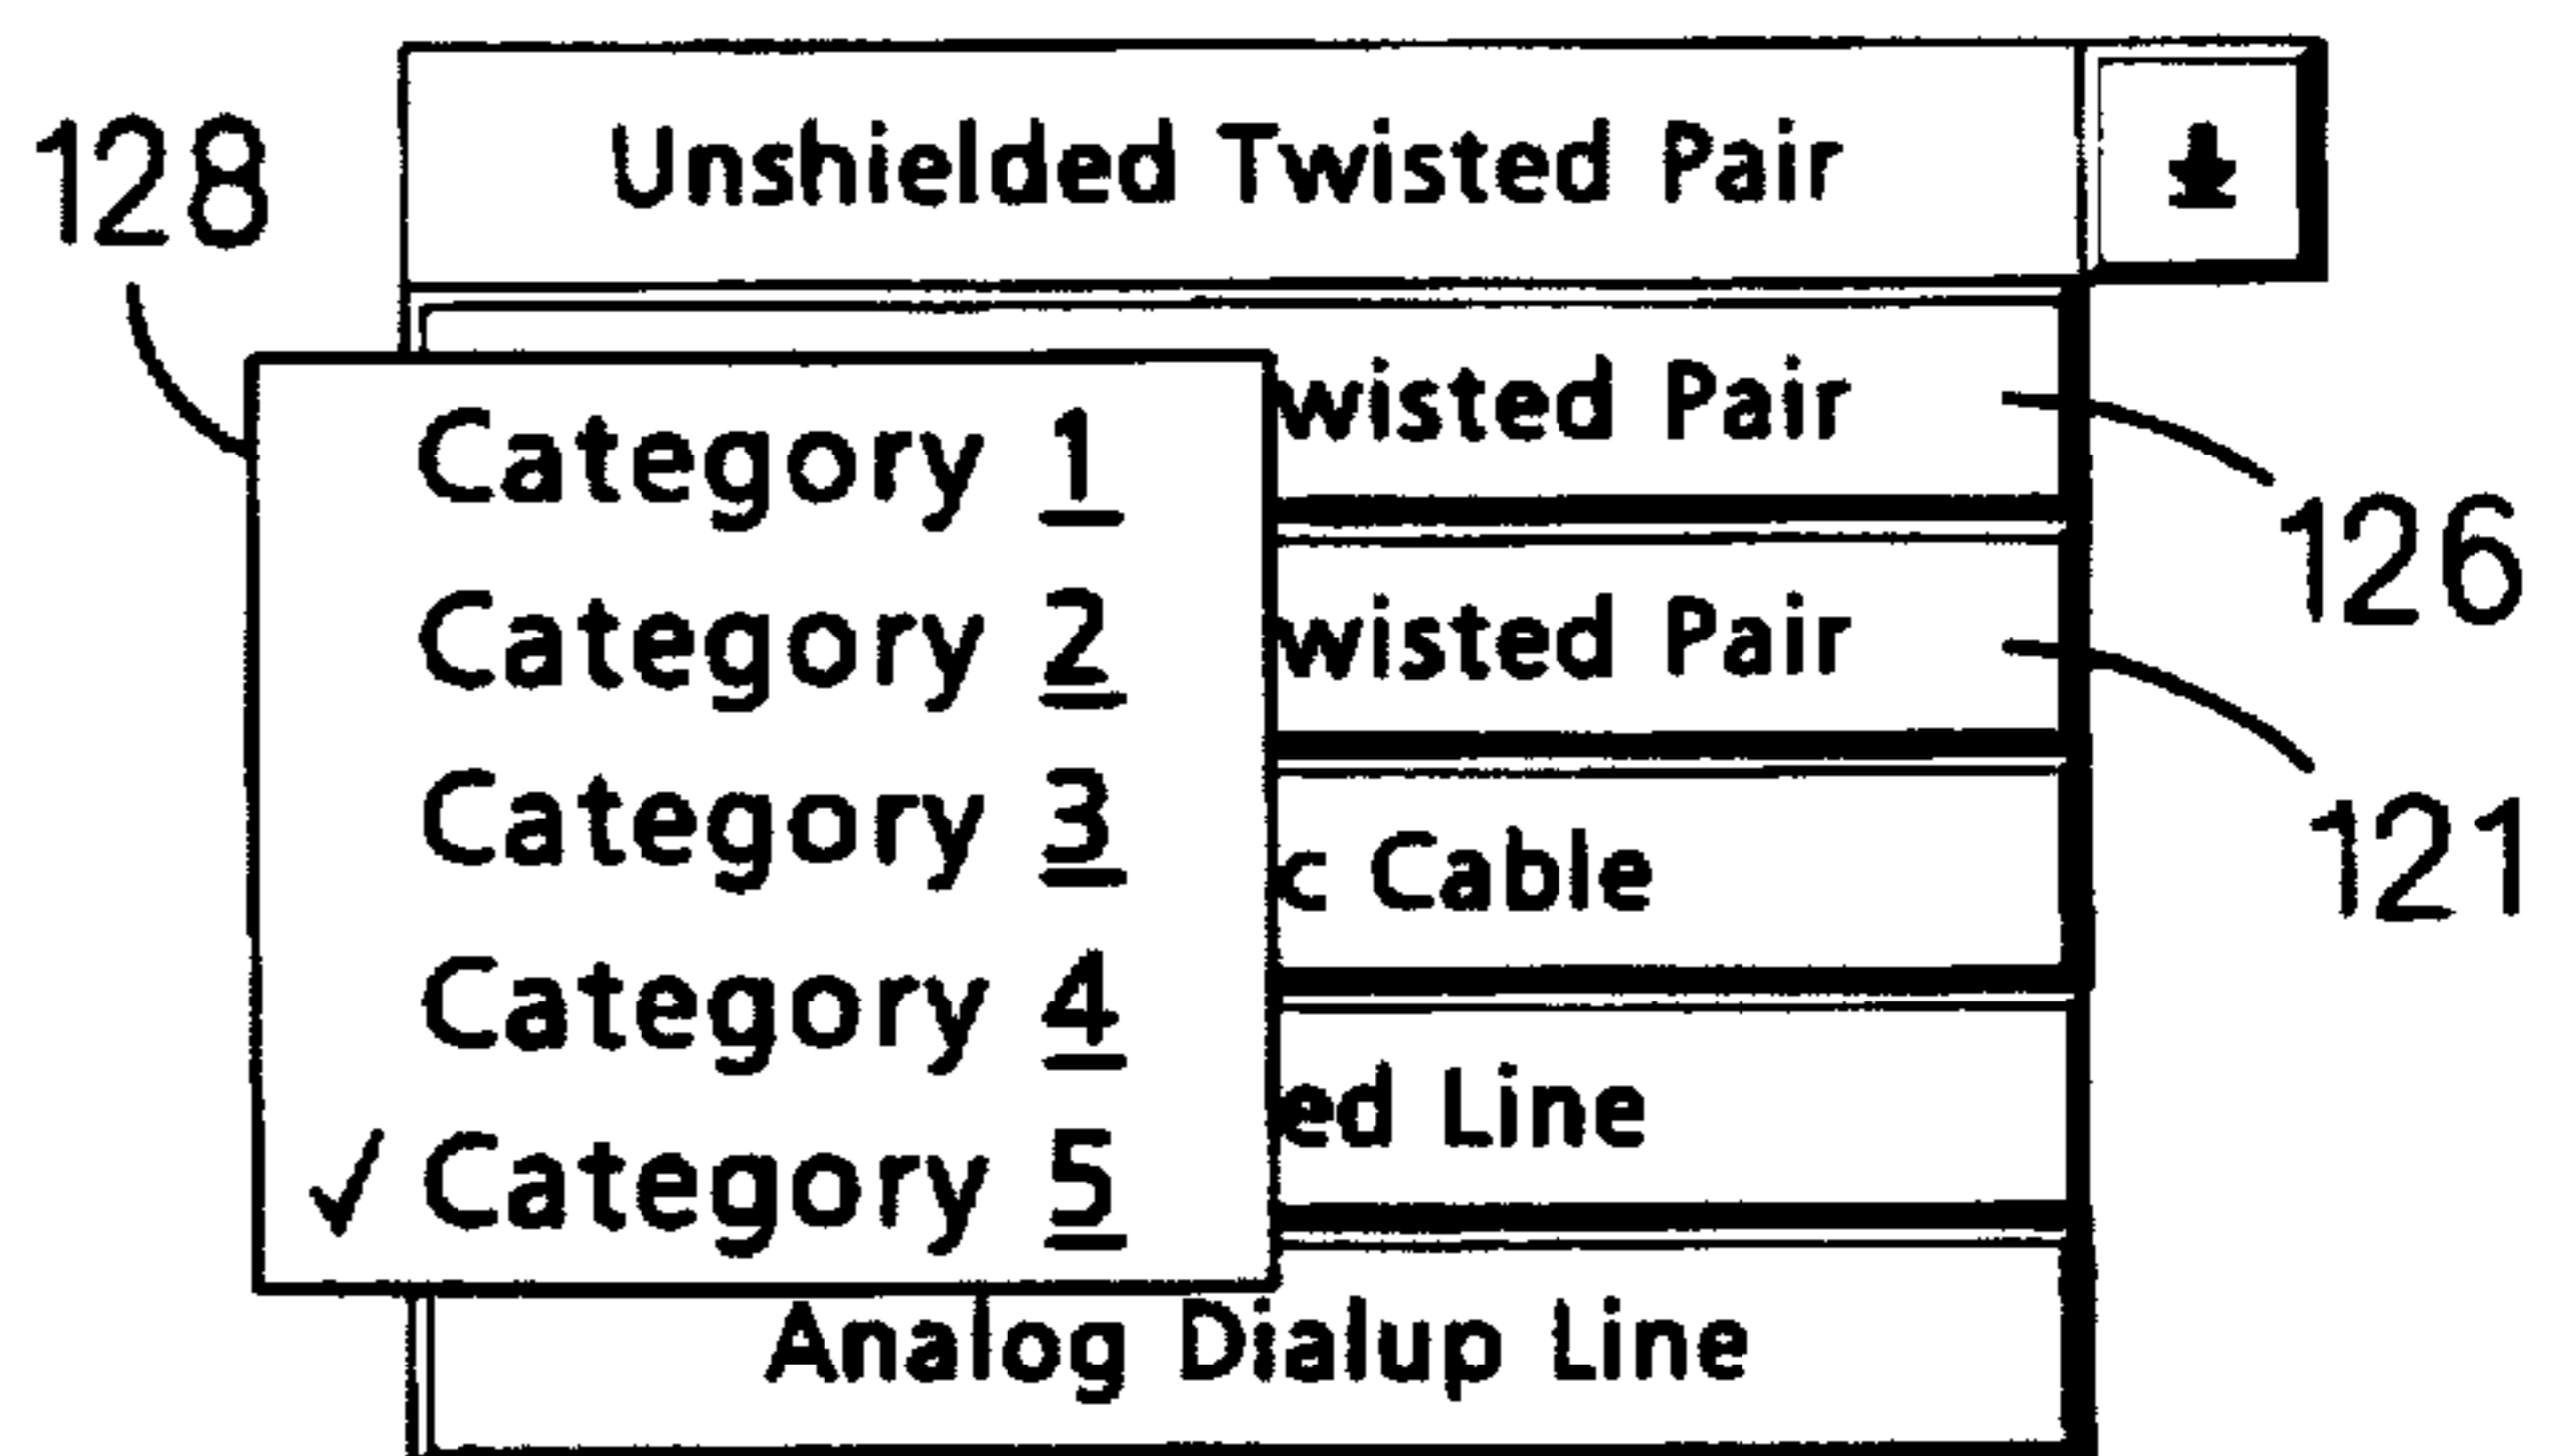 Unshielded Twisted Pair
128
wisted Pair
Category 1
126
Category 2
wisted Pair
Category 3
121
c Cable
Category 4
ed Line
✓ Category 5
Analog Dialup Line